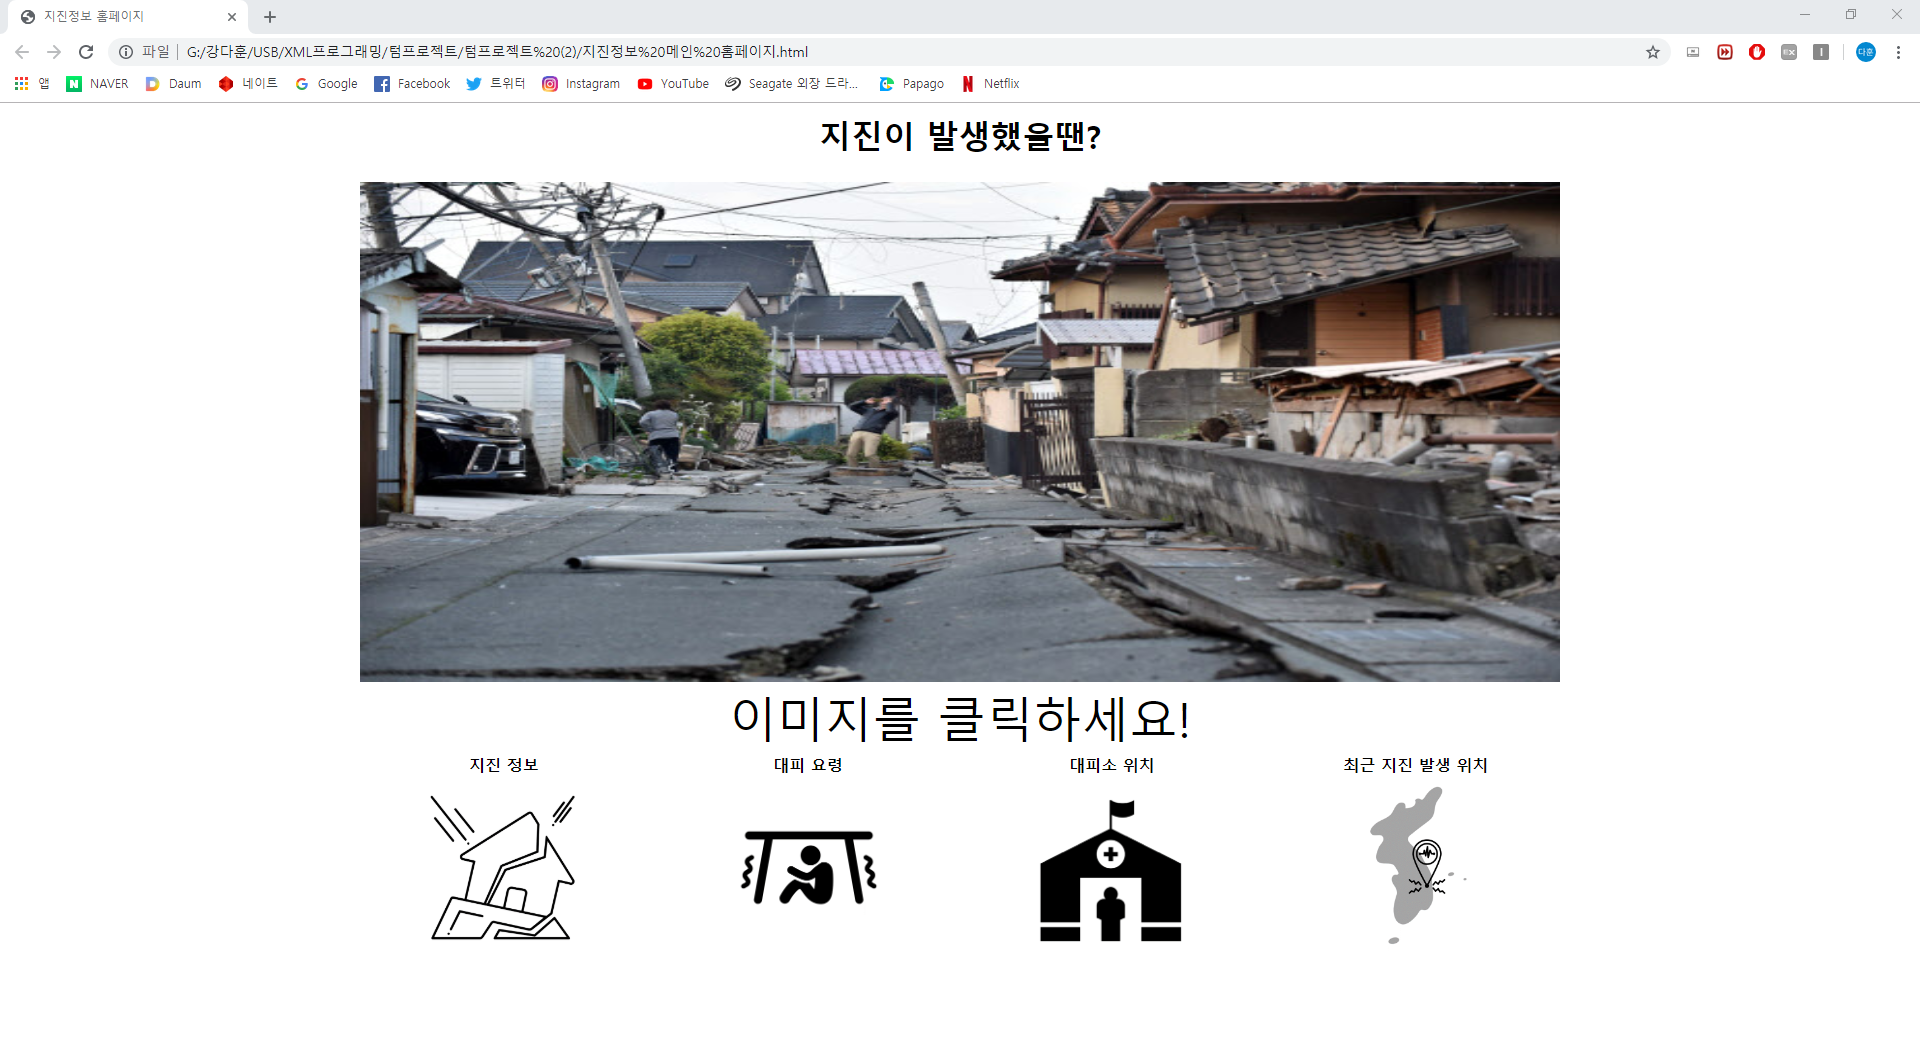 지진정보 홈페이지
파일
G:/강다훈/USB/XML프로그래밍/텀프로젝트/텀프로젝트%20(2)/지진정보%20메인%20홈페이지.html
다훈
앱 NAVER Daum 네이트 Google Facebook 트위터 Instagram YouTube Seagate 외장 드라... Papago Netflix
지진이 발생했을땐?
이미지를 클릭하세요!
지진 정보 대피 요령 대피소 위치 최근 지진 발생 위치